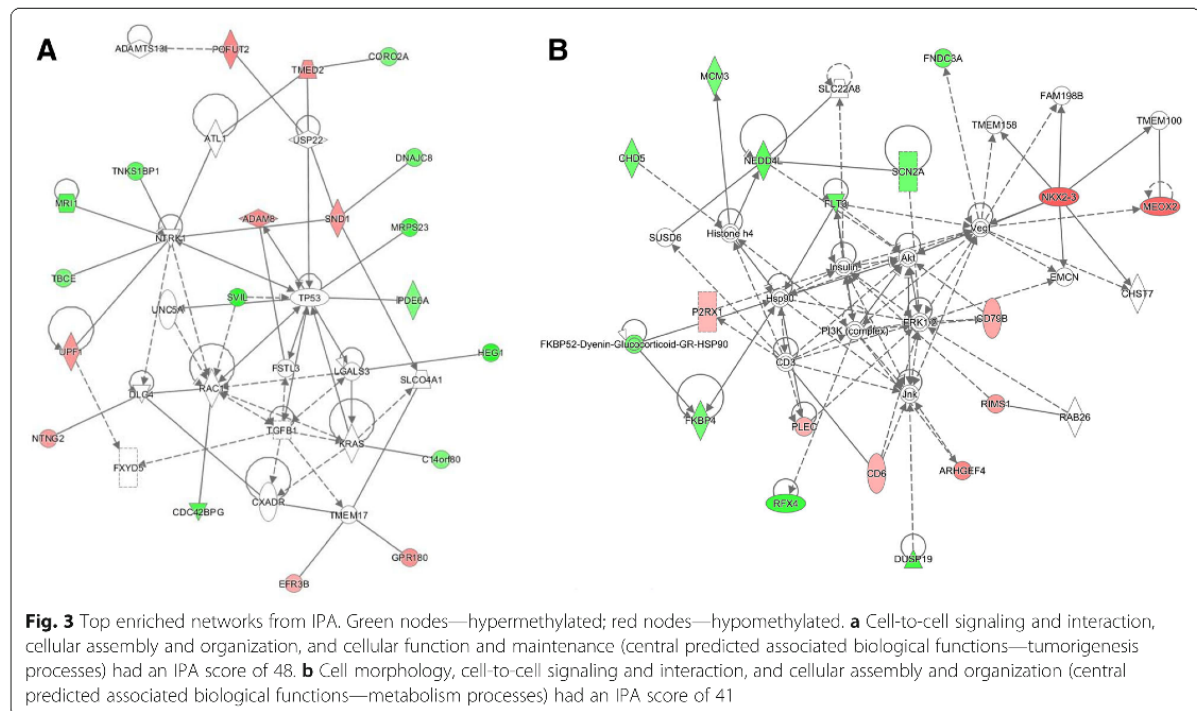 A
ADAMTS13
POFUT2
CORO2A
TMED2
ATL1
USP22
TNKS1BP1
DNAJC8
MRI1
ADAM8
SND1
NTRK1
MRPS23
TBCE
SVIL
TP53
PDE6A
UNC5A
UPF1
HEG1
FSTL3
LGALS3
SLCO4A1
DLG4
RAC1
TGFB1
KRAS
NTNG2
FXYD5
C14orf80
CXADR
CDC42BPG
TMEM17
GPR180
EFR3B
B
FNDC3A
MCM3
SLC22A8
FAM198B
TMEM158
TMEM100
CHD5
NEDD4L
SCN2A
NKX2-3
MEOX2
FLT3
SUSD6
Histone h4
Vegf
Insulin
Akt
EMCN
CHST7
Hsp90
P2RX1
CD79B
PI3K (complex)
ERK1/2
FKBP52-Dyenin-Glucocorticoid-GR-HSP90
CD3
Jnk
RIMS1
RAB26
FKBP4
PLEC
CD6
ARHGEF4
RFX4
DUSP19
Fig. 3 Top enriched networks from IPA. Green nodes—hypermethylated; red nodes—hypomethylated. a Cell-to-cell signaling and interaction,
cellular assembly and organization, and cellular function and maintenance (central predicted associated biological functions—tumorigenesis
processes) had an IPA score of 48. b Cell morphology, cell-to-cell signaling and interaction, and cellular assembly and organization (central
predicted associated biological functions—metabolism processes) had an IPA score of 41